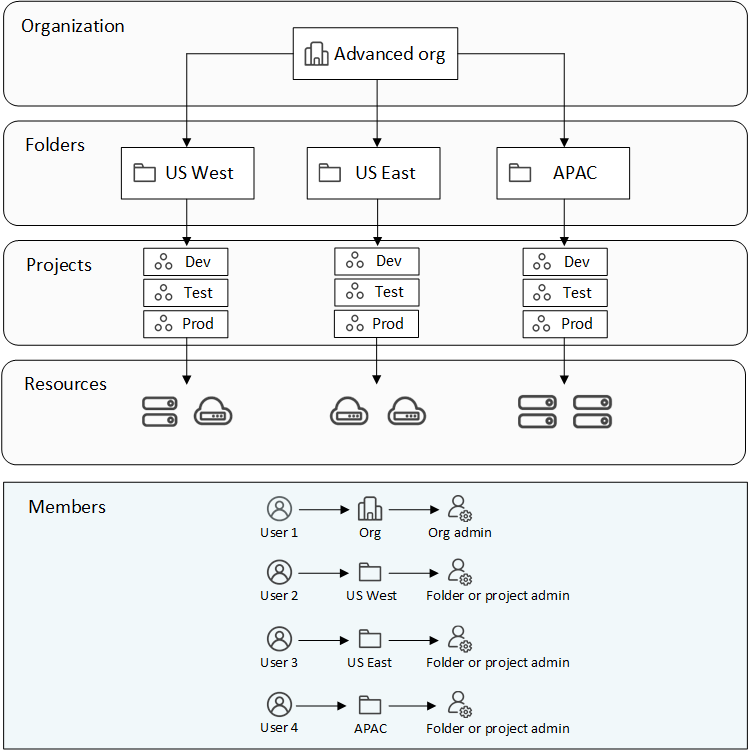 Organization
Advanced org
Folders
US West
US East
APAC
Projects
Dev
Dev
Dev
Test
Test
Test
Prod
Prod
Prod
Resources
Members
User 1
Org
Org admin
User 2
US West
Folder or project admin
User 3
US East
Folder or project admin
User 4
APAC
Folder or project admin